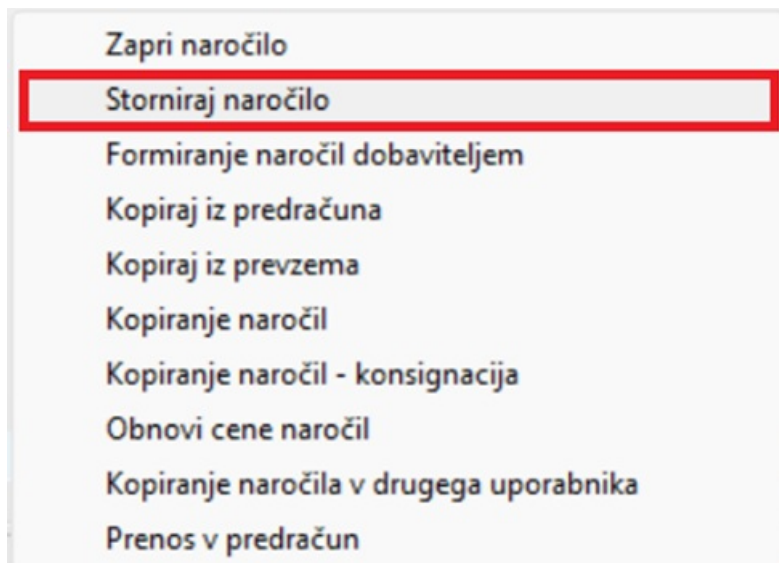 Zapri naročilo
Storniraj naročilo
Formiranje naročil dobaviteljem
Kopiraj iz predračuna
Kopiraj iz prevzema
Kopiranje naročil
Kopiranje naročil - konsignacija
Obnovi cene naročil
Kopiranje naročila v drugega uporabnika
Prenos v predračun